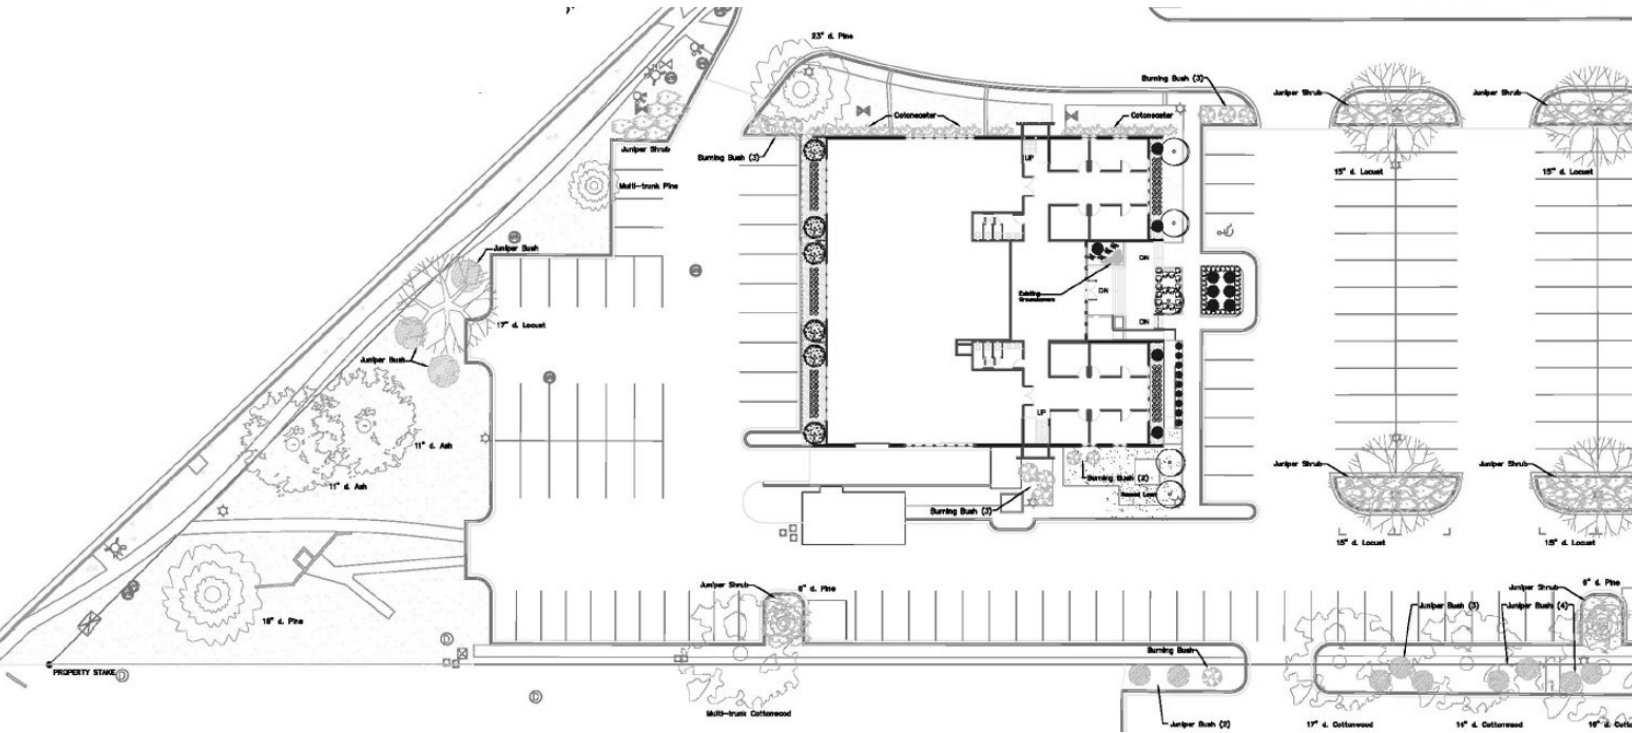 23" d. Pine
Burning Bush (3)
Juniper Shrub
Juniper Shrub
Cotoneaster
Cotoneaster
Juniper Shrub
Burning Bush (3)
UP
15" d. Locust
15" d. Locust
Multi-trunk Pine
Juniper Bush
DN
DN
Existing
Groundcovers
DN
17" d. Locust
Juniper Bush
UP
11" d. Ash
Juniper Shrub
Juniper Shrub
11" d. Ash
Burning Bush (2)
Burning Bush (3)
15" d. Locust
15" d. Locust
Juniper Shrub
6" d. Pine
Juniper Shrub
6" d. Pine
Juniper Bush (3)
Juniper Bush (4)
18" d. Pine
Burning Bush
PROPERTY STAKE
D
D
D
Multi-trunk Cottonwood
Juniper Bush (2)
17" d. Cottonwood
14" d. Cottonwood